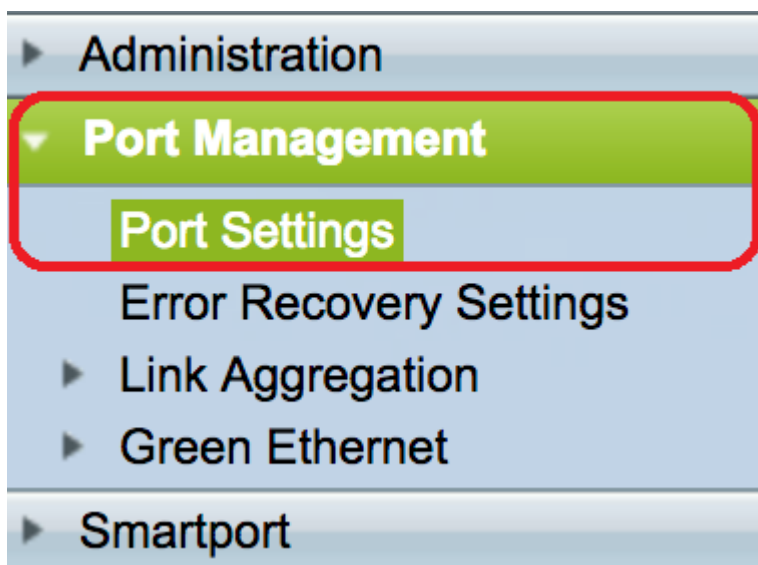 Administration
Port Management
Port Settings
Error Recovery Settings
Link Aggregation
Green Ethernet
Smartport